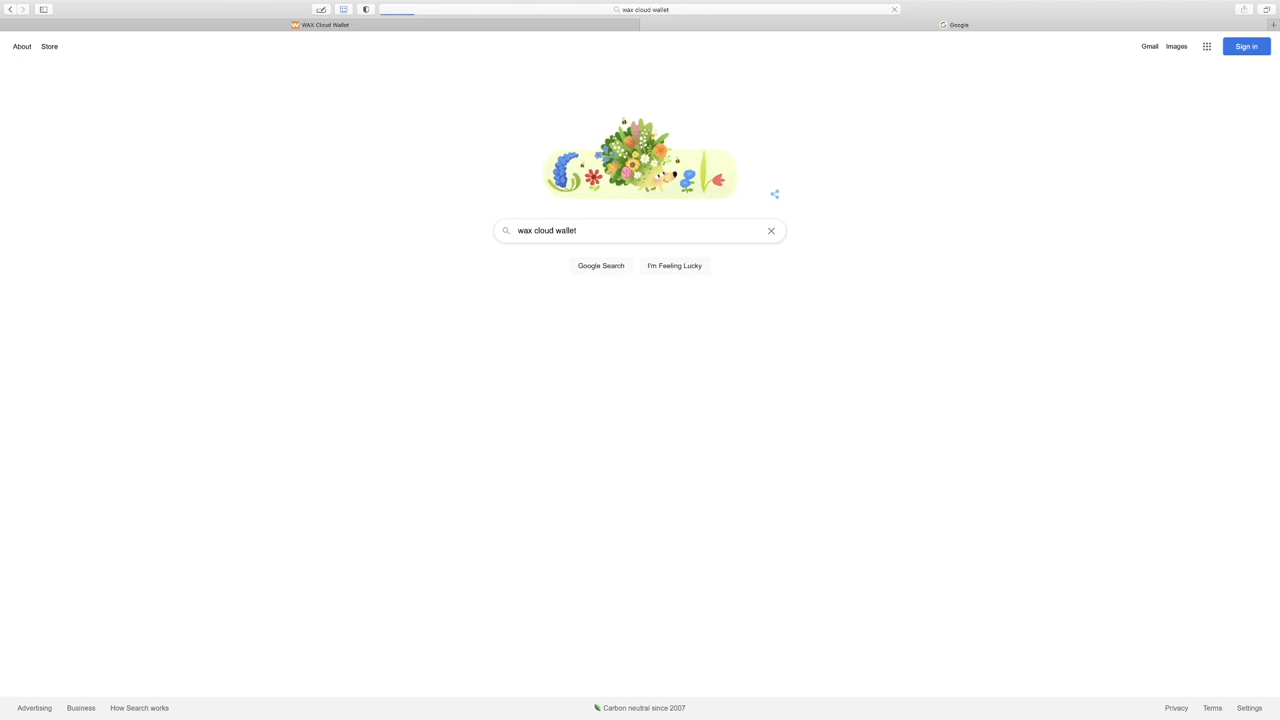 wax cloud wallet
WAX Cloud Wallet
Google
About Store
Gmail Images Sign in
wax cloud wallet
Google Search I'm Feeling Lucky
Advertising Business How Search works
Carbon neutral since 2007
Privacy Terms Settings